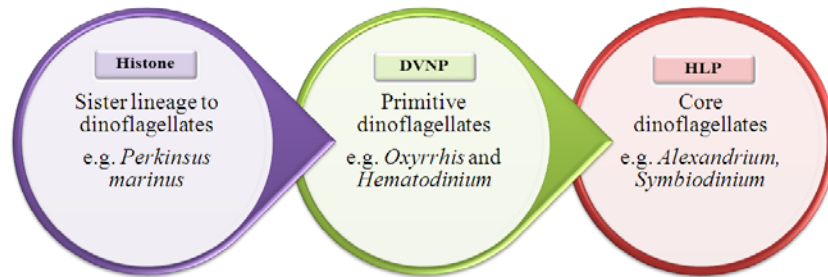 Histone
Sister lineage to
dinoflagellates
e.g. Perkinsus
marinus
DVNP
Primitive
dinoflagellates
e.g. Oxyrrhis and
Hematodinium
HLP
Core
dinoflagellates
e.g. Alexandrium,
Symbiodinium